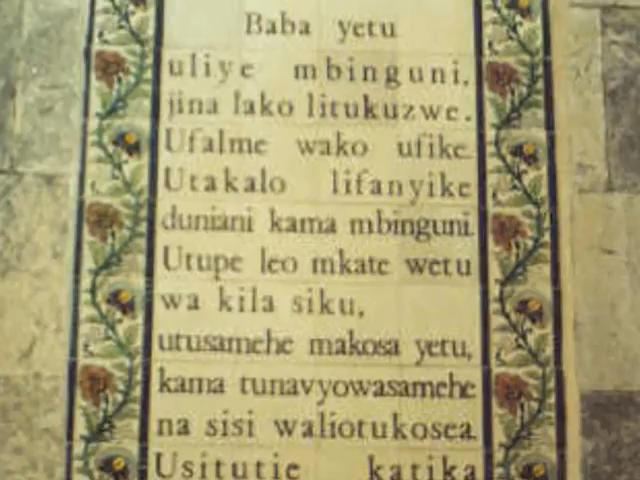 Baba yetu
uliye mbinguni,
jina lako litukuzwe.
Ufalme wako ufike.
Utakalo lifanyike
duniani kama mbinguni.
Utupe leo mkate wetu
wa kila siku,
utusamehe makosa yetu,
kama tunavyowasamehe
na sisi waliotukosea.
Usitutie katika